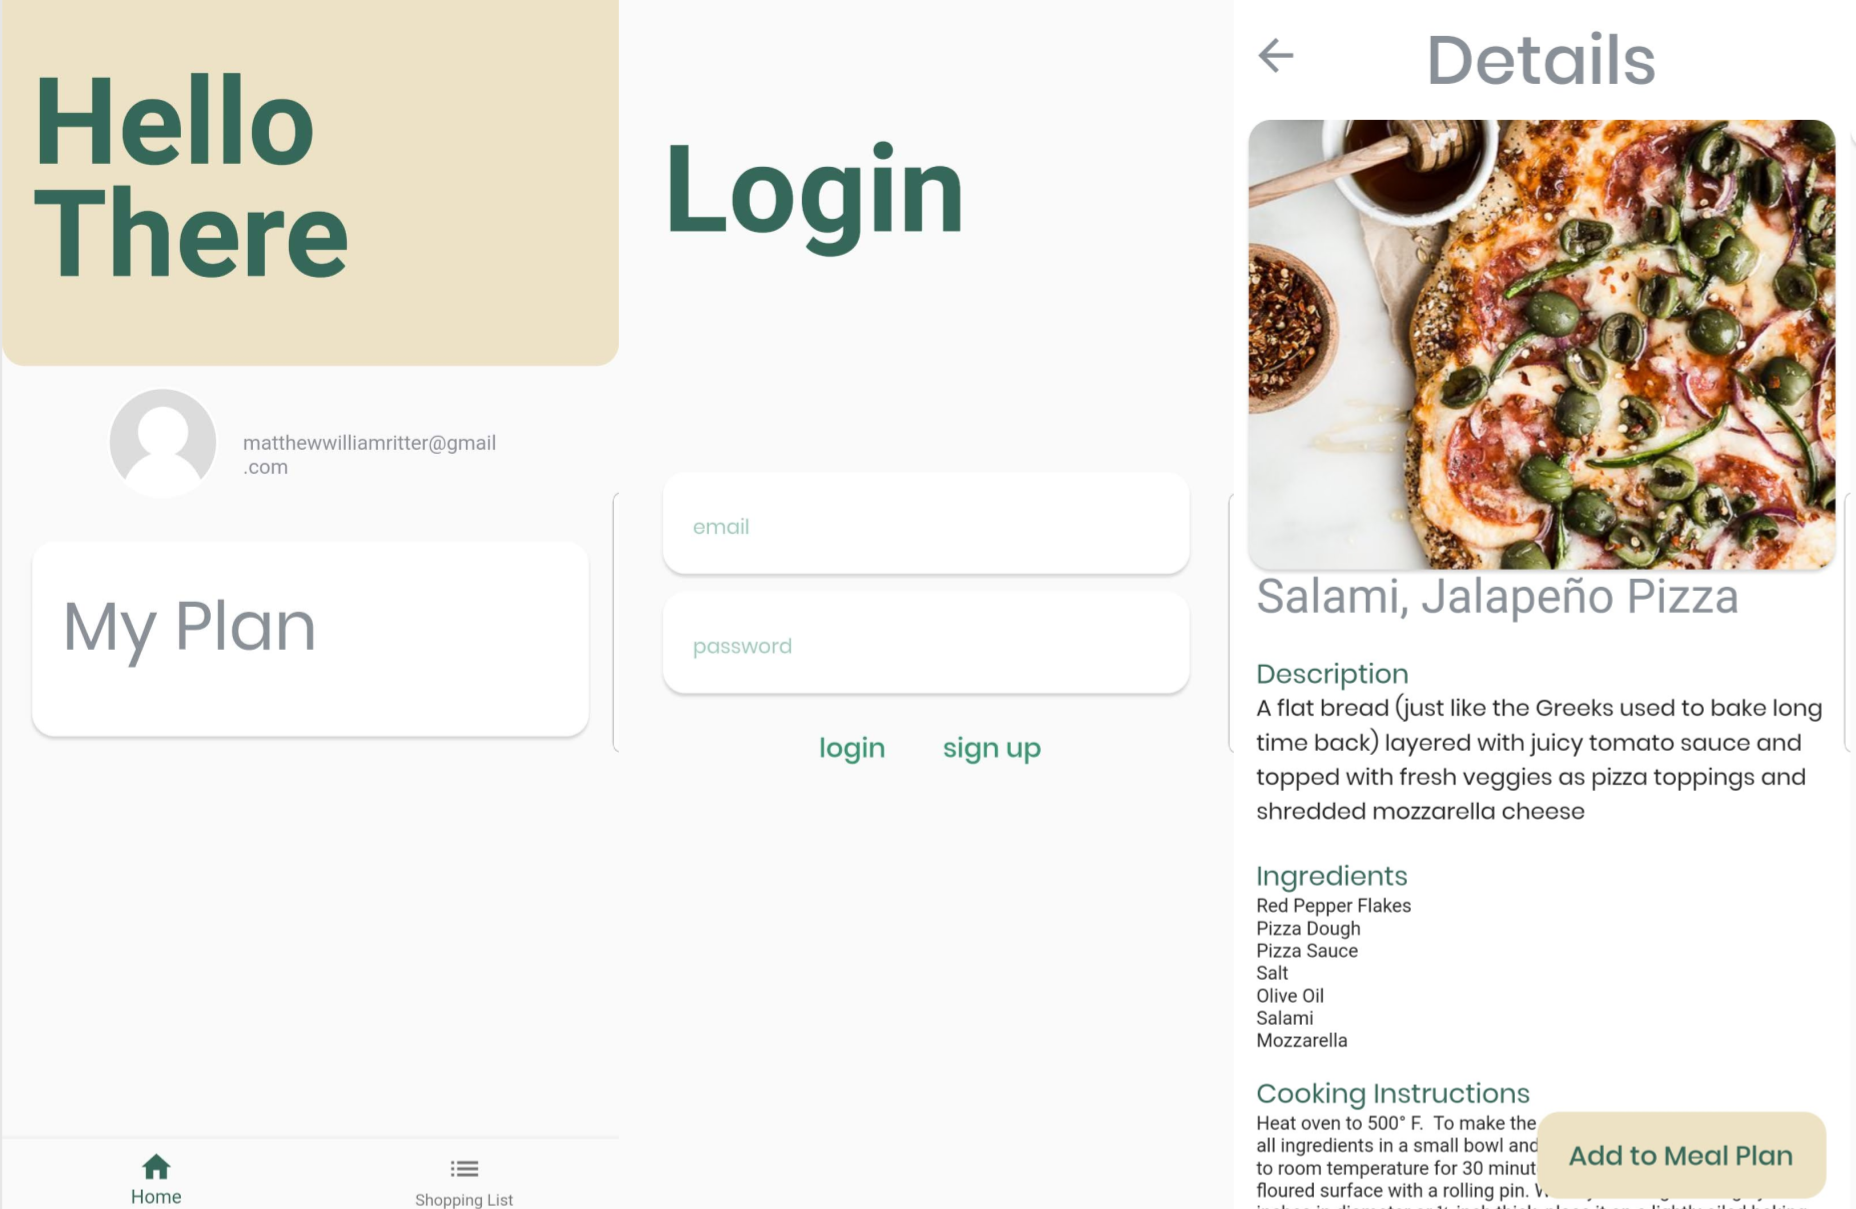 Hello
There
matthewwilliamritter@gmail
.com
My Plan
Home
Shopping List
Login
email
password
login
sign up
Details
Salami, Jalapeño Pizza
Description
A flat bread (just like the Greeks used to bake long
time back) layered with juicy tomato sauce and
topped with fresh veggies as pizza toppings and
shredded mozzarella cheese
Ingredients
Red Pepper Flakes
Pizza Dough
Pizza Sauce
Salt
Olive Oil
Salami
Mozzarella
Cooking Instructions
Heat oven to 500° F. To make the
all ingredients in a small bowl and
to room temperature for 30 minut
floured surface with a rolling pin.
Add to Meal Plan